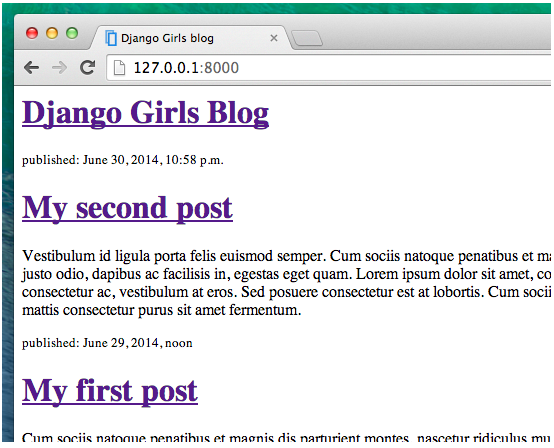 Django Girls blog
127.0.0.1:8000
Django Girls Blog
published: June 30, 2014, 10:58 p.m.
My second post
Vestibulum id ligula porta felis euismod semper. Cum sociis natoque penatibus et
justo odio, dapibus ac facilisis in, egestas eget quam. Lorem ipsum dolor sit amet,
consectetur ac, vestibulum at eros. Sed posuere consectetur est at lobortis. Cum
mattis consectetur purus sit amet fermentum.
published: June 29, 2014, noon
My first post
Cum sociis natoque penatibus et magnis dis parturient montes, nascetur ridiculus